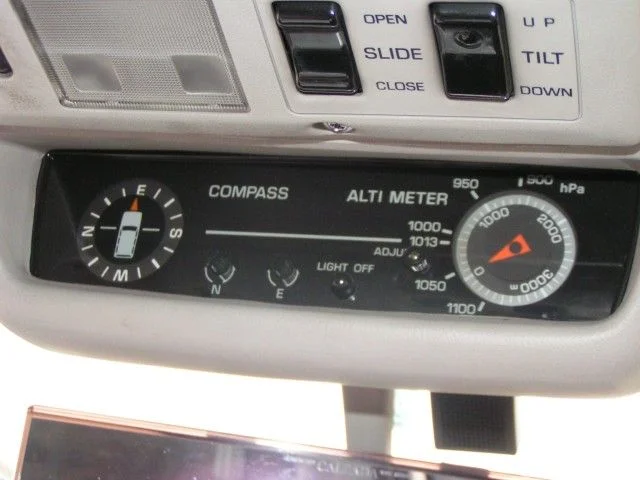 OPEN
SLIDE
CLOSE
UP
TILT
DOWN
E
S
W
N
COMPASS
N
E
LIGHT OFF
ALTI METER
ADJU
950
900 hPa
1000
1013
1050
1100
0
1000
2000
3000
m